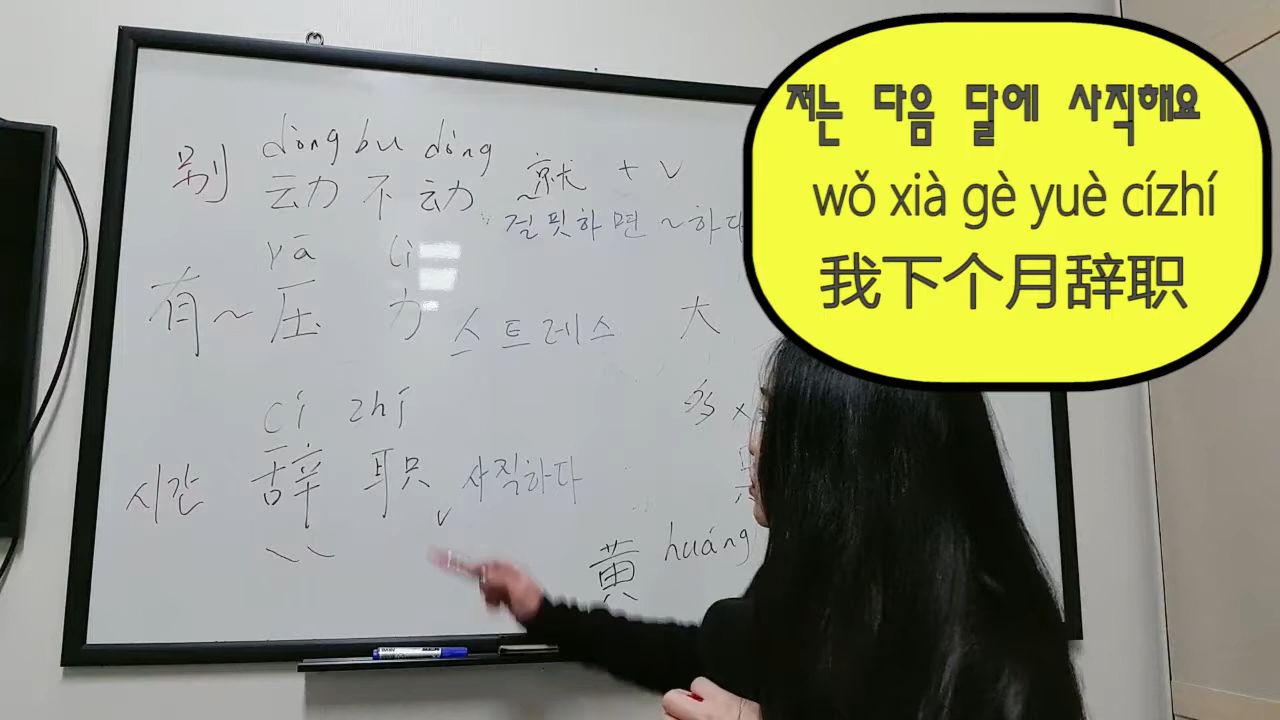 저는 다음 달에 사직해요
wǒ xià gè yuè cízhí
我下个月辞职
dòng bu dòng
别 动不动 就 + V
걸핏하면 ~하다
yā lì
有~ 压力 스트레스 大
多 x
cí zhí
시간 辞职 사직하다
V
黄 huáng